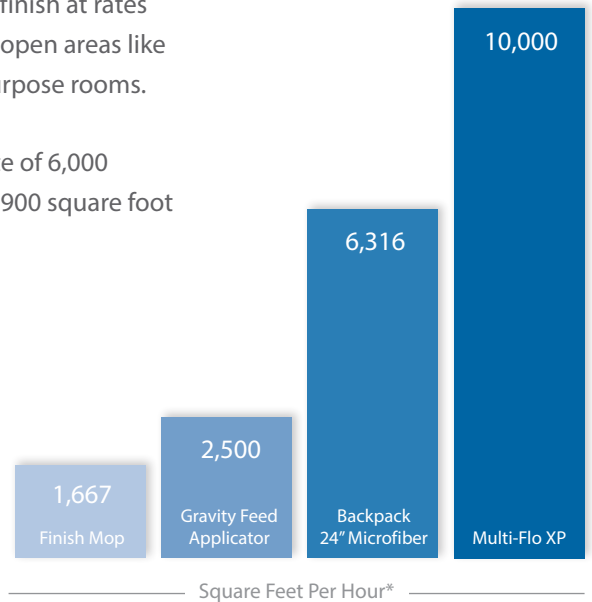 finish at rates
open areas like
rpose rooms.
e of 6,000
900 square foot
10,000
6,316
2,500
1,667
Finish Mop
Gravity Feed
Applicator
Backpack
24" Microfiber
Multi-Flo XP
Square Feet Per Hour*